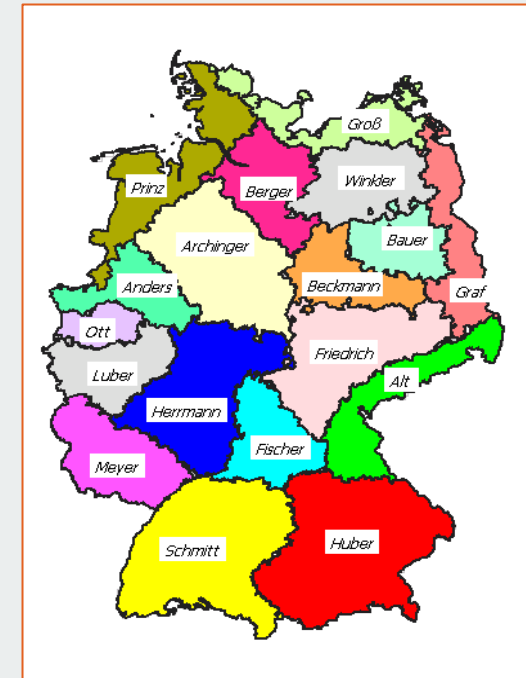 Groß
Prinz
Berger
Winkler
Archinger
Bauer
Anders
Beckmann
Graf
Ott
Friedrich
Luber
Alt
Herrmann
Fischer
Meyer
Schmitt
Huber